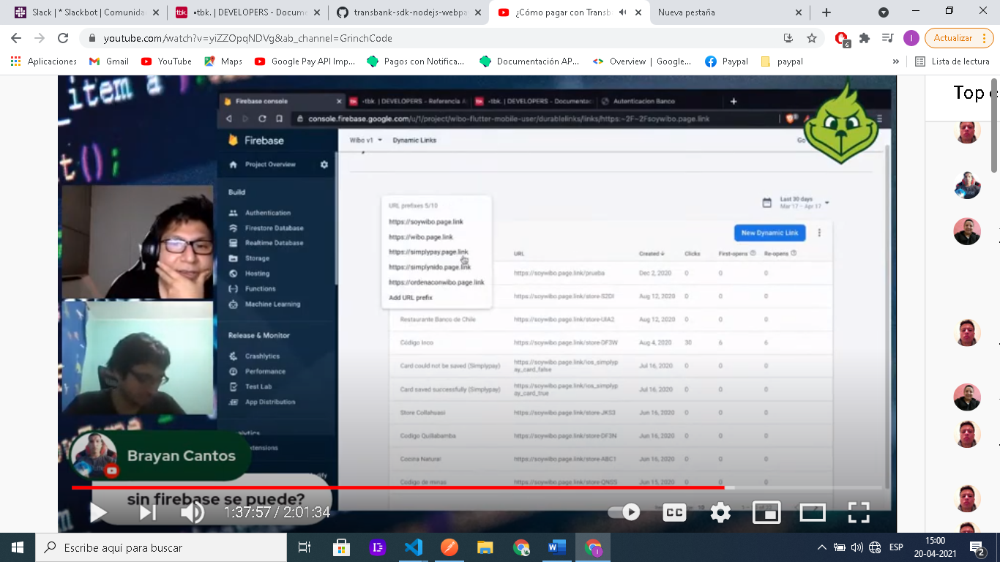 Slack | * Slackbot | Comunida
•tbk. | DEVELOPERS - Docume
transbank-sdk-nodejs-webpa
¿Como pagar con Transb
Nueva pestaña
youtube.com/watch?v=yiZZOpqNDVg&ab_channel=GrinchCode
6
I
Actualizar
Aplicaciones
Gmail
YouTube
Maps
Google Pay API Imp...
Pago con Notifica...
Documentación AP...
Overview | Google...
Paypal
paypal
»
Lista de lectura
item a
t();
Firebase console
•tbk. | DEVELOPERS - Referencia A
•tbk. | DEVELOPERS - Documentac
Autenticacion Banco
console.firebase.google.com/u/1/project/wibo-flutter-mobile-user/durablelinks/links/https:~2F~2Fsoywibo.page.link
Firebase
Wibo v1
Dynamic Links
Go
Project Overview
Build
Authentication
Firestore Database
Realtime Database
Storage
Hosting
Functions
Machine Learning
Release & Monitor
Crashlytics
Performance
Test Lab
App Distribution
URL prefixes 5/10
https://soywibo.page.link
https://wibo.page.link
https://simplypay.page.link
https://simplynido.page.link
https://ordenaconwibo.page.link
Add URL prefix
Last 30 days
Mar 17 – Apr 17
New Dynamic Link
URL
Created
Clicks
First-opens
Re-opens
https://soywibo.page.link/prueba
Dec 2, 2020
0
0
0
https://soywibo.page.link/store-S2DI
Aug 12, 2020
0
0
0
Restaurante Banco de Chile
https://soywibo.page.link/store-UIA2
Aug 12, 2020
0
0
0
Código Inco
https://soywibo.page.link/store-DF3W
Aug 4, 2020
30
6
6
Card could not be saved (Simplypay)
https://soywibo.page.link/ios_simplyp
ay_card_false
Jul 16, 2020
0
0
0
Card saved successfully (Simplypay)
https://soywibo.page.link/ios_simplyp
ay_card_true
Jul 16, 2020
0
0
0
Store Collahuasi
https://soywibo.page.link/store-JKS3
Jun 16, 2020
0
0
0
Codigo Quillabamba
https://soywibo.page.link/store-DF3N
Jun 16, 2020
0
0
0
Cocina Natural
https://soywibo.page.link/store-ABC1
Jun 16, 2020
0
0
0
Codigo de minas
https://soywibo.page.link/store-QNS5
Jun 15, 2020
0
0
0
Brayan Cantos
sin firebase se puede?
1:37:57 / 2:01:34
CC
Top
Escribe aquí para buscar
ESP
15:00
20-04-2021
2